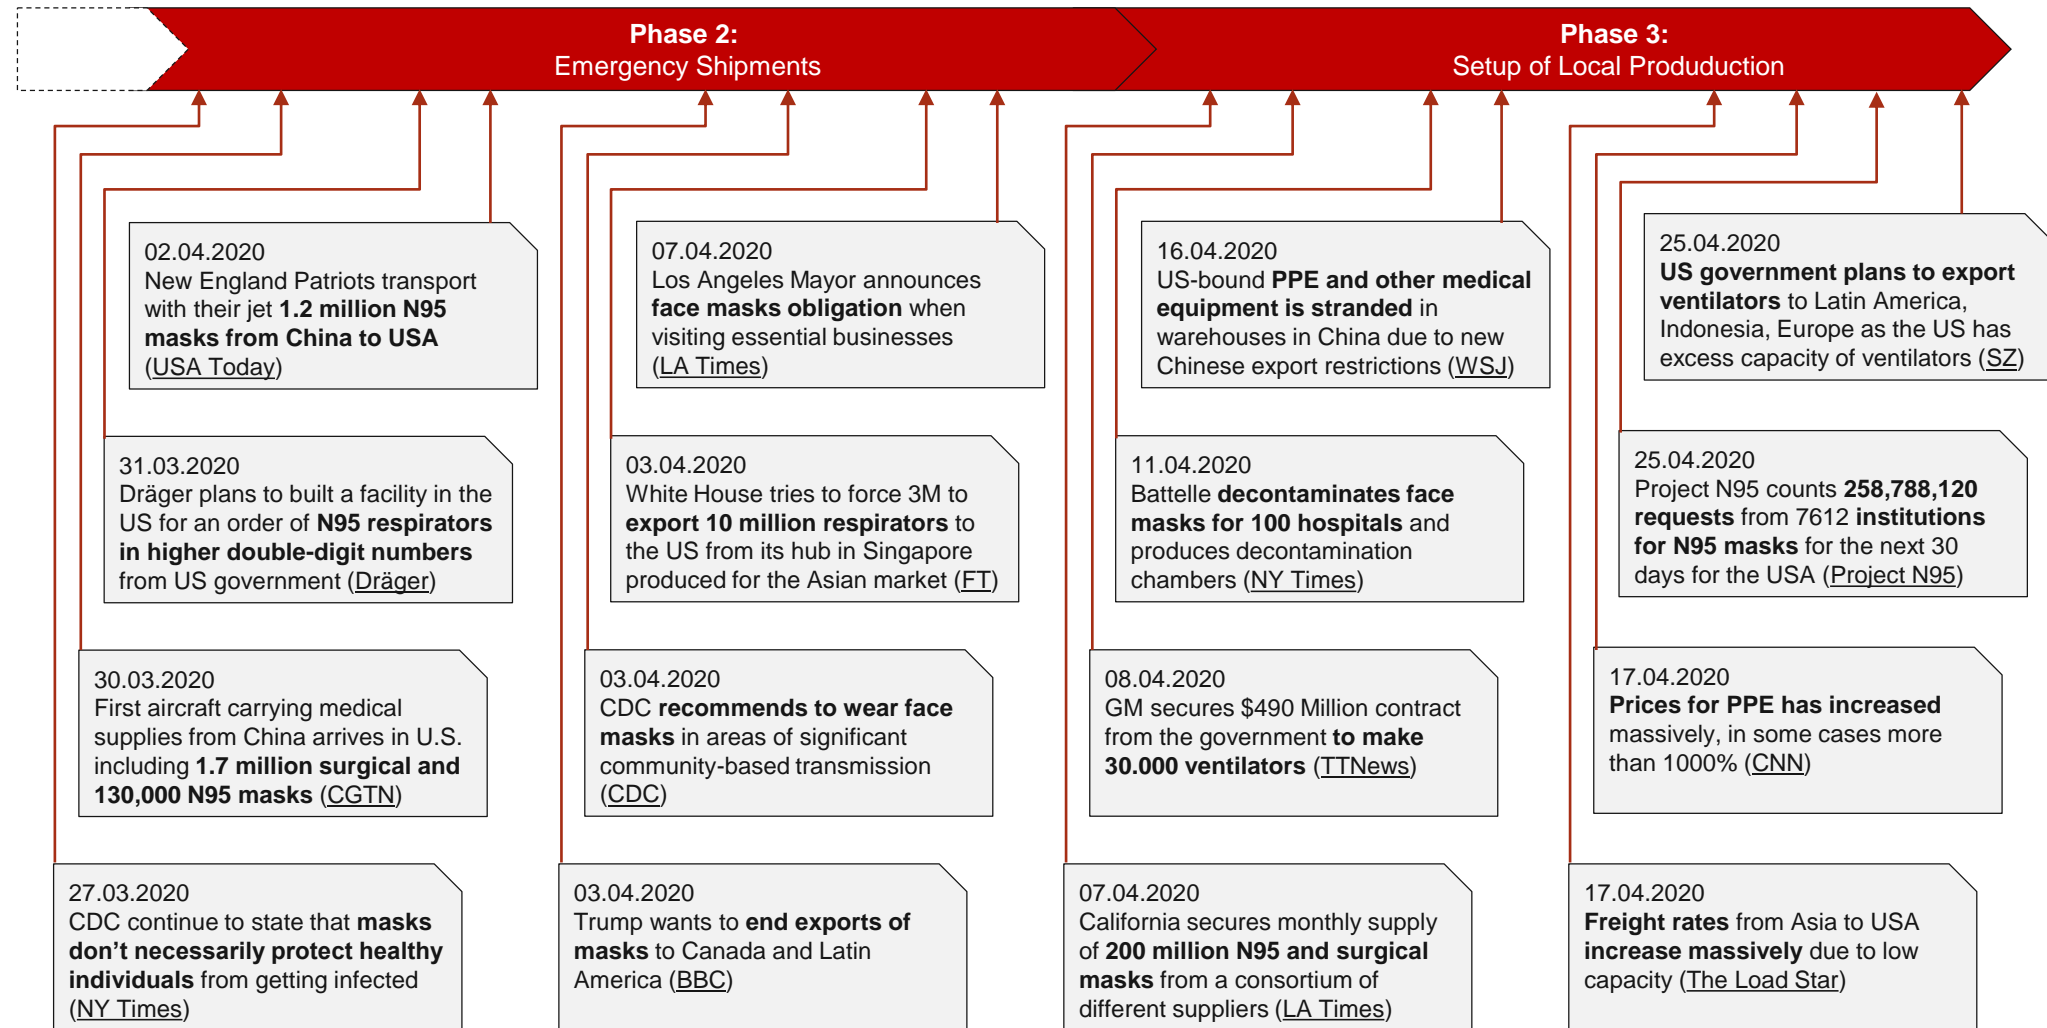 Phase 2:
Emergency Shipments
Phase 3:
Setup of Local Produduction
02.04.2020
New England Patriots transport
with their jet 1.2 million N95
masks from China to USA
(USA Today)
31.03.2020
Dräger plans to built a facility in the
US for an order of N95 respirators
in higher double-digit numbers
from US government (Dräger)
30.03.2020
First aircraft carrying medical
supplies from China arrives in U.S.
including 1.7 million surgical and
130,000 N95 masks (CGTN)
27.03.2020
CDC continue to state that masks
don’t necessarily protect healthy
individuals from getting infected
(NY Times)
07.04.2020
Los Angeles Mayor announces
face masks obligation when
visiting essential businesses
(LA Times)
03.04.2020
White House tries to force 3M to
export 10 million respirators to
the US from its hub in Singapore
produced for the Asian market (FT)
03.04.2020
CDC recommends to wear face
masks in areas of significant
community-based transmission
(CDC)
03.04.2020
Trump wants to end exports of
masks to Canada and Latin
America (BBC)
16.04.2020
US-bound PPE and other medical
equipment is stranded in
warehouses in China due to new
Chinese export restrictions (WSJ)
11.04.2020
Battelle decontaminates face
masks for 100 hospitals and
produces decontamination
chambers (NY Times)
08.04.2020
GM secures $490 Million contract
from the government to make
30.000 ventilators (TTNews)
07.04.2020
California secures monthly supply
of 200 million N95 and surgical
masks from a consortium of
different suppliers (LA Times)
25.04.2020
US government plans to export
ventilators to Latin America,
Indonesia, Europe as the US has
excess capacity of ventilators (SZ)
25.04.2020
Project N95 counts 258,788,120
requests from 7612 institutions
for N95 masks for the next 30
days for the USA (Project N95)
17.04.2020
Prices for PPE has increased
massively, in some cases more
than 1000% (CNN)
17.04.2020
Freight rates from Asia to USA
increase massively due to low
capacity (The Load Star)